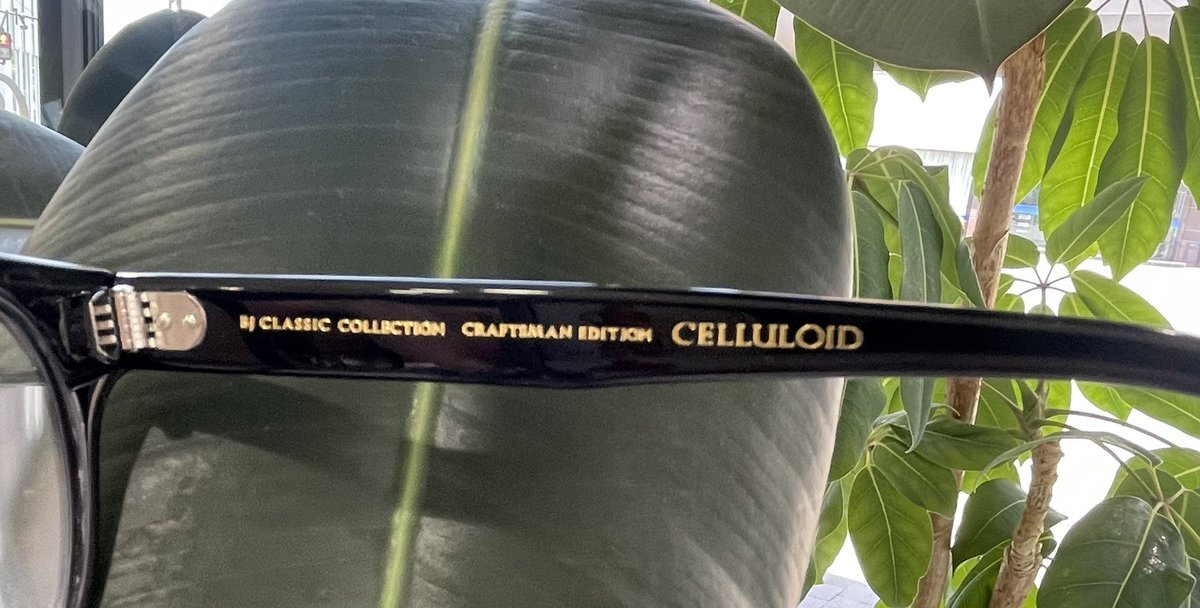 BJ CLASSIC COLLECTION CRAFTSMAN EDITION CELLULOID